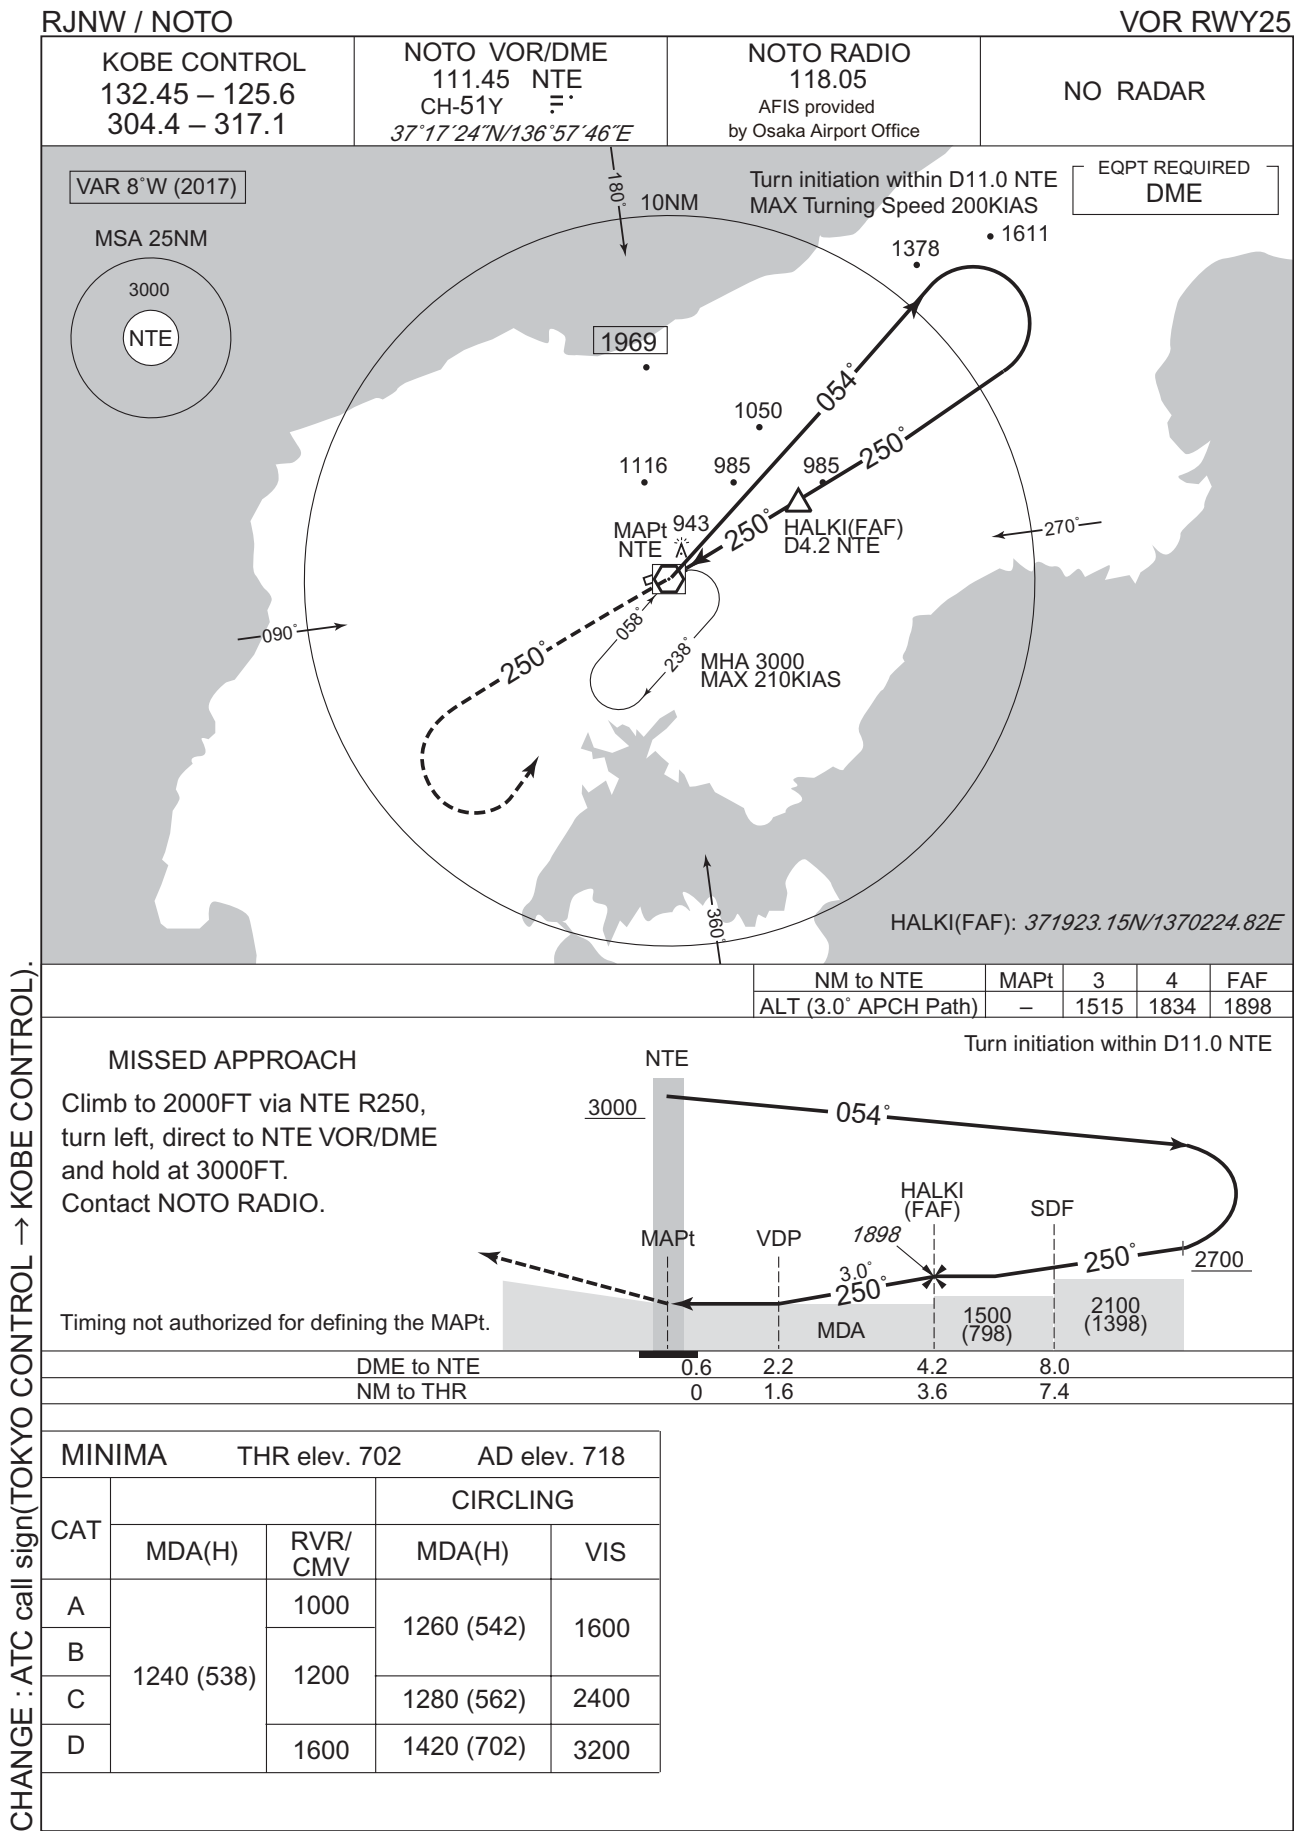 RJNW / NOTO
VOR RWY25
KOBE CONTROL
132.45 – 125.6
304.4 – 317.1
NOTO VOR/DME
111.45 NTE
CH-51Y
37°17´24˝N/136°57´46˝E
NOTO RADIO
118.05
AFIS provided
by Osaka Airport Office
NO RADAR
VAR 8°W (2017)
MSA 25NM
3000
NTE
180°
10NM
Turn initiation within D11.0 NTE
MAX Turning Speed 200KIAS
EQPT REQUIRED
DME
1611
1378
1969
054°
1050
1116
985
985
250°
MAPt
NTE
943
250°
HALKI(FAF)
D4.2 NTE
270°
090°
058°
238°
250°
MHA 3000
MAX 210KIAS
360°
HALKI(FAF): 371923.15N/1370224.82E
NM to NTE MAPt 3 4 FAF
ALT (3.0° APCH Path) – 1515 1834 1898
MISSED APPROACH
Climb to 2000FT via NTE R250,
turn left, direct to NTE VOR/DME
and hold at 3000FT.
Contact NOTO RADIO.
Timing not authorized for defining the MAPt.
Turn initiation within D11.0 NTE
NTE
3000
054°
HALKI
(FAF)
SDF
MAPt
VDP
1898
3.0°
250°
250°
2700
MDA
1500
(798)
2100
(1398)
DME to NTE 0.6 2.2 4.2 8.0
NM to THR 0 1.6 3.6 7.4
MINIMA THR elev. 702 AD elev. 718
CAT
CIRCLING
MDA(H)
RVR/
CMV
MDA(H)
VIS
A
1000
1260 (542)
1600
B
1240 (538)
1200
C
1280 (562)
2400
D
1600
1420 (702)
3200
CHANGE : ATC call sign(TOKYO CONTROL → KOBE CONTROL).